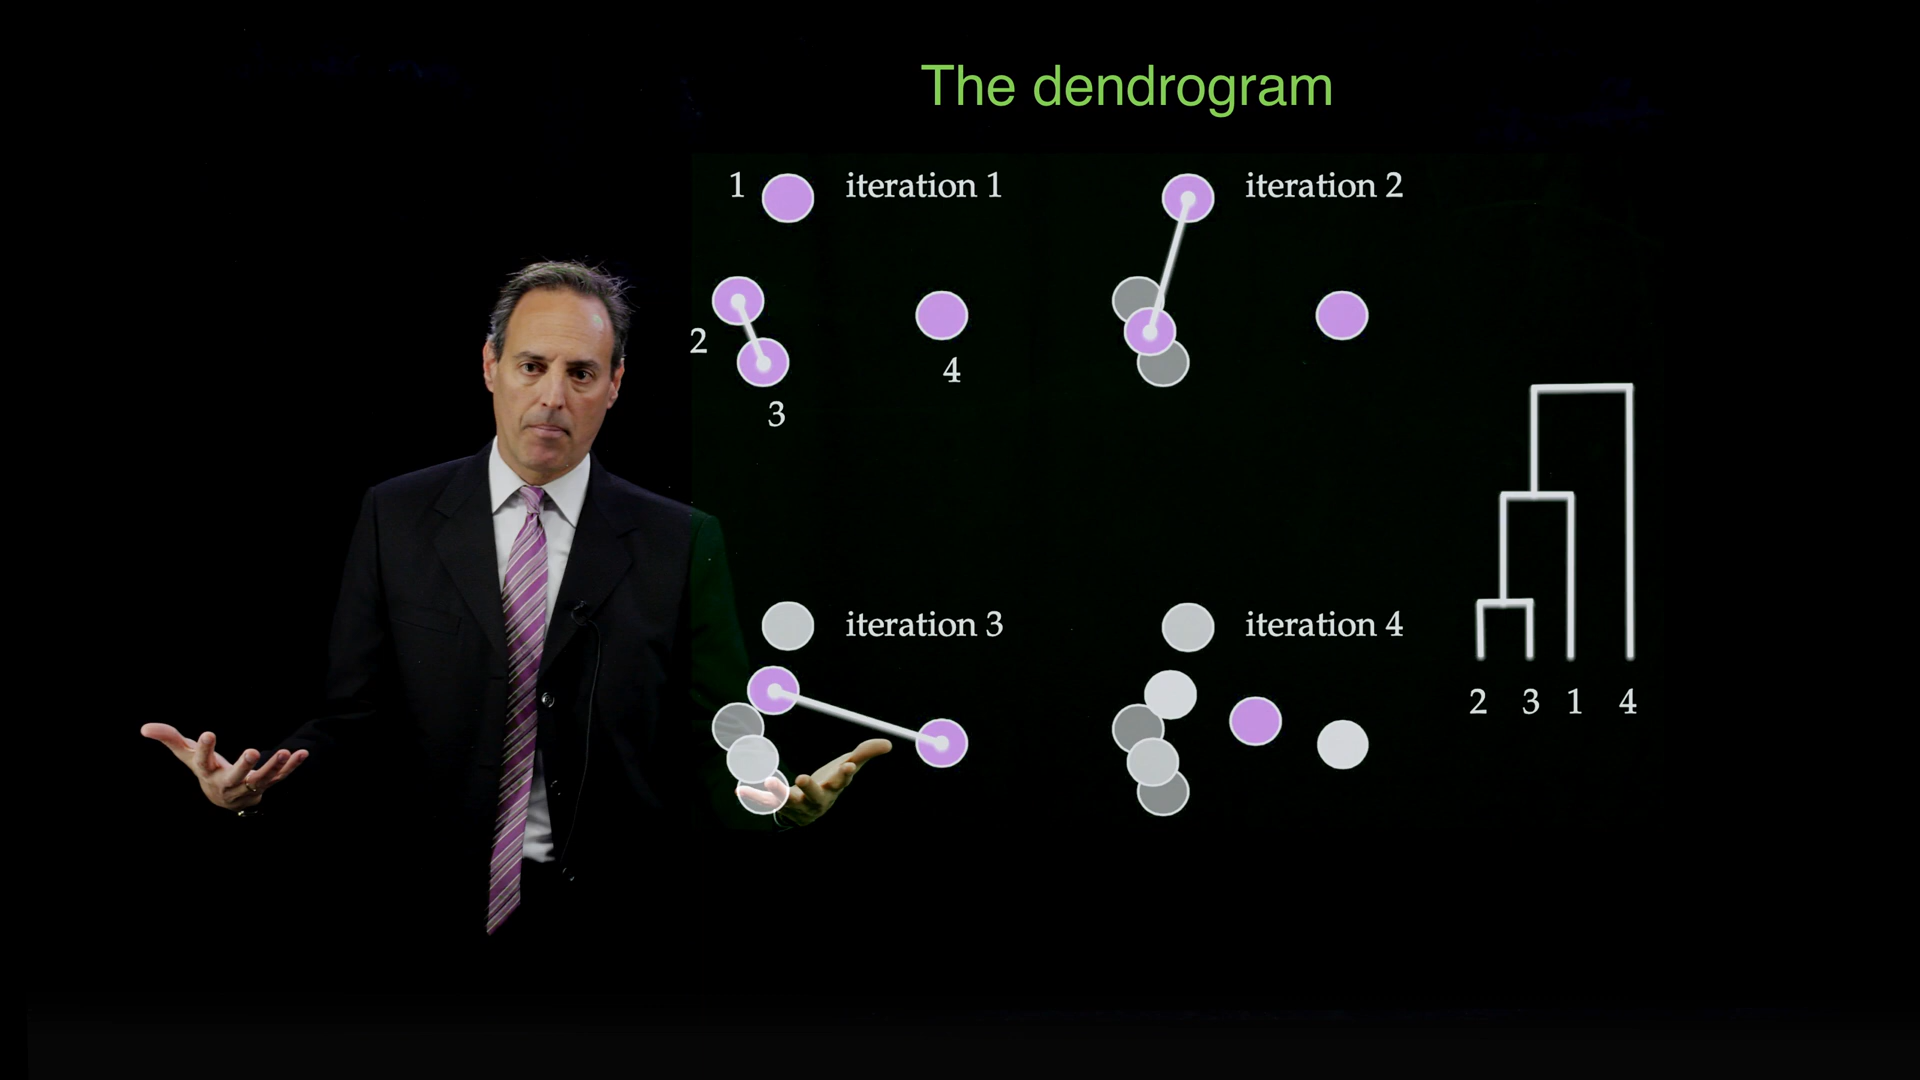 The dendrogram
1
iteration 1
iteration 2
2
4
3
iteration 3
iteration 4
2 3 1 4